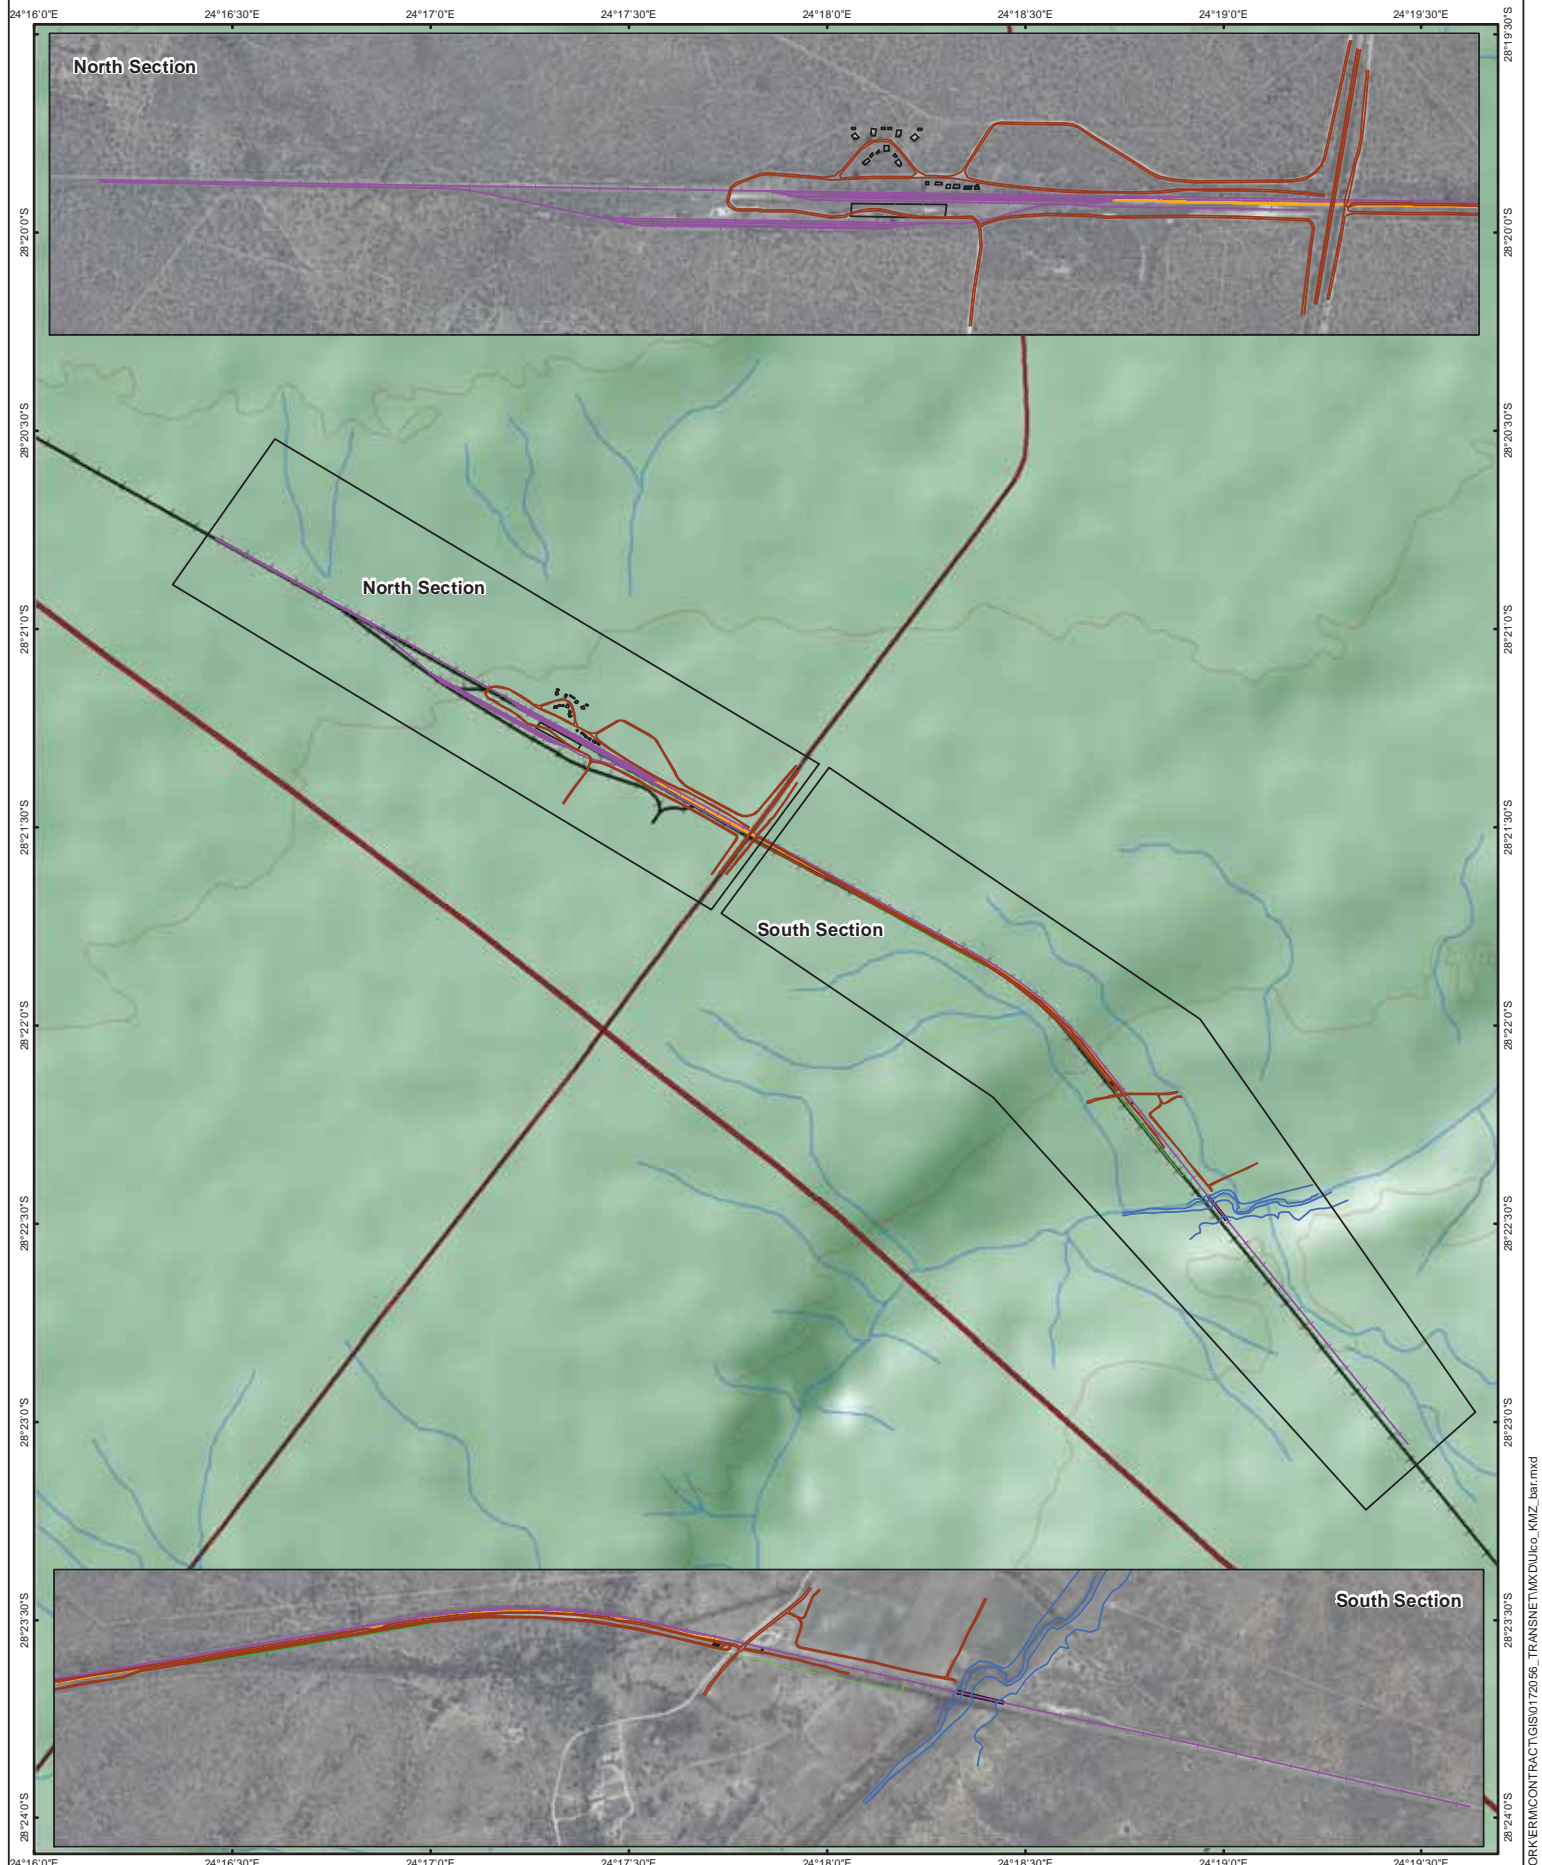 24°16'0"E 24°16'30"E 24°17'0"E 24°17'30"E 24°18'0"E 24°18'30"E 24°19'0"E 24°19'30"E
28°19'30"S
North Section
28°20'0"S 28°20'0"S
28°20'30"S 28°20'30"S
North Section
28°21'0"S 28°21'0"S
28°21'30"S 28°21'30"S
South Section
28°22'0"S 28°22'0"S
28°22'30"S 28°22'30"S
28°23'0"S 28°23'0"S
South Section
28°23'30"S 28°23'30"S
28°24'0"S 28°24'0"S
24°16'0"E 24°16'30"E 24°17'0"E 24°17'30"E 24°18'0"E 24°18'30"E 24°19'0"E 24°19'30"E
ORK\ERM\CONTRACT\GIS\0172056_TRANSNET\MXD\Ulco_KMZ_bar.mxd